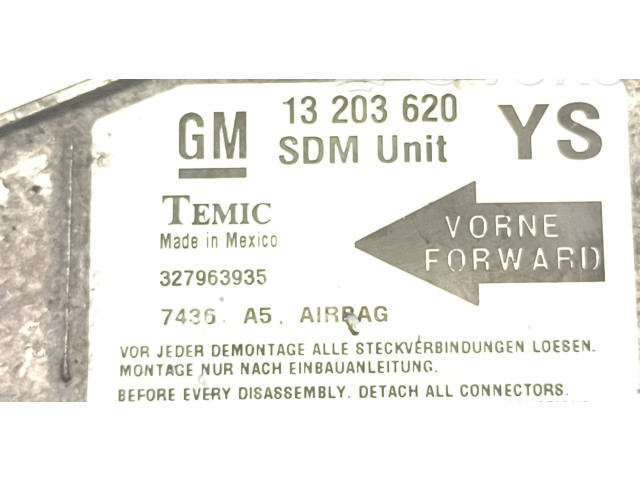 GM 13 203 620 YS
SDM Unit
TEMIC
Made in Mexico
VORNE
FORWARD
327963935
7436 A5. AIRBAG
VOR JEDER DEMONTAGE ALLE STECKVERBINDUNGEN LOESEN.
MONTAGE NUR NACH EINBAUANLEITUNG.
BEFORE EVERY DISASSEMBLY. DETACH ALL CONNECTORS.